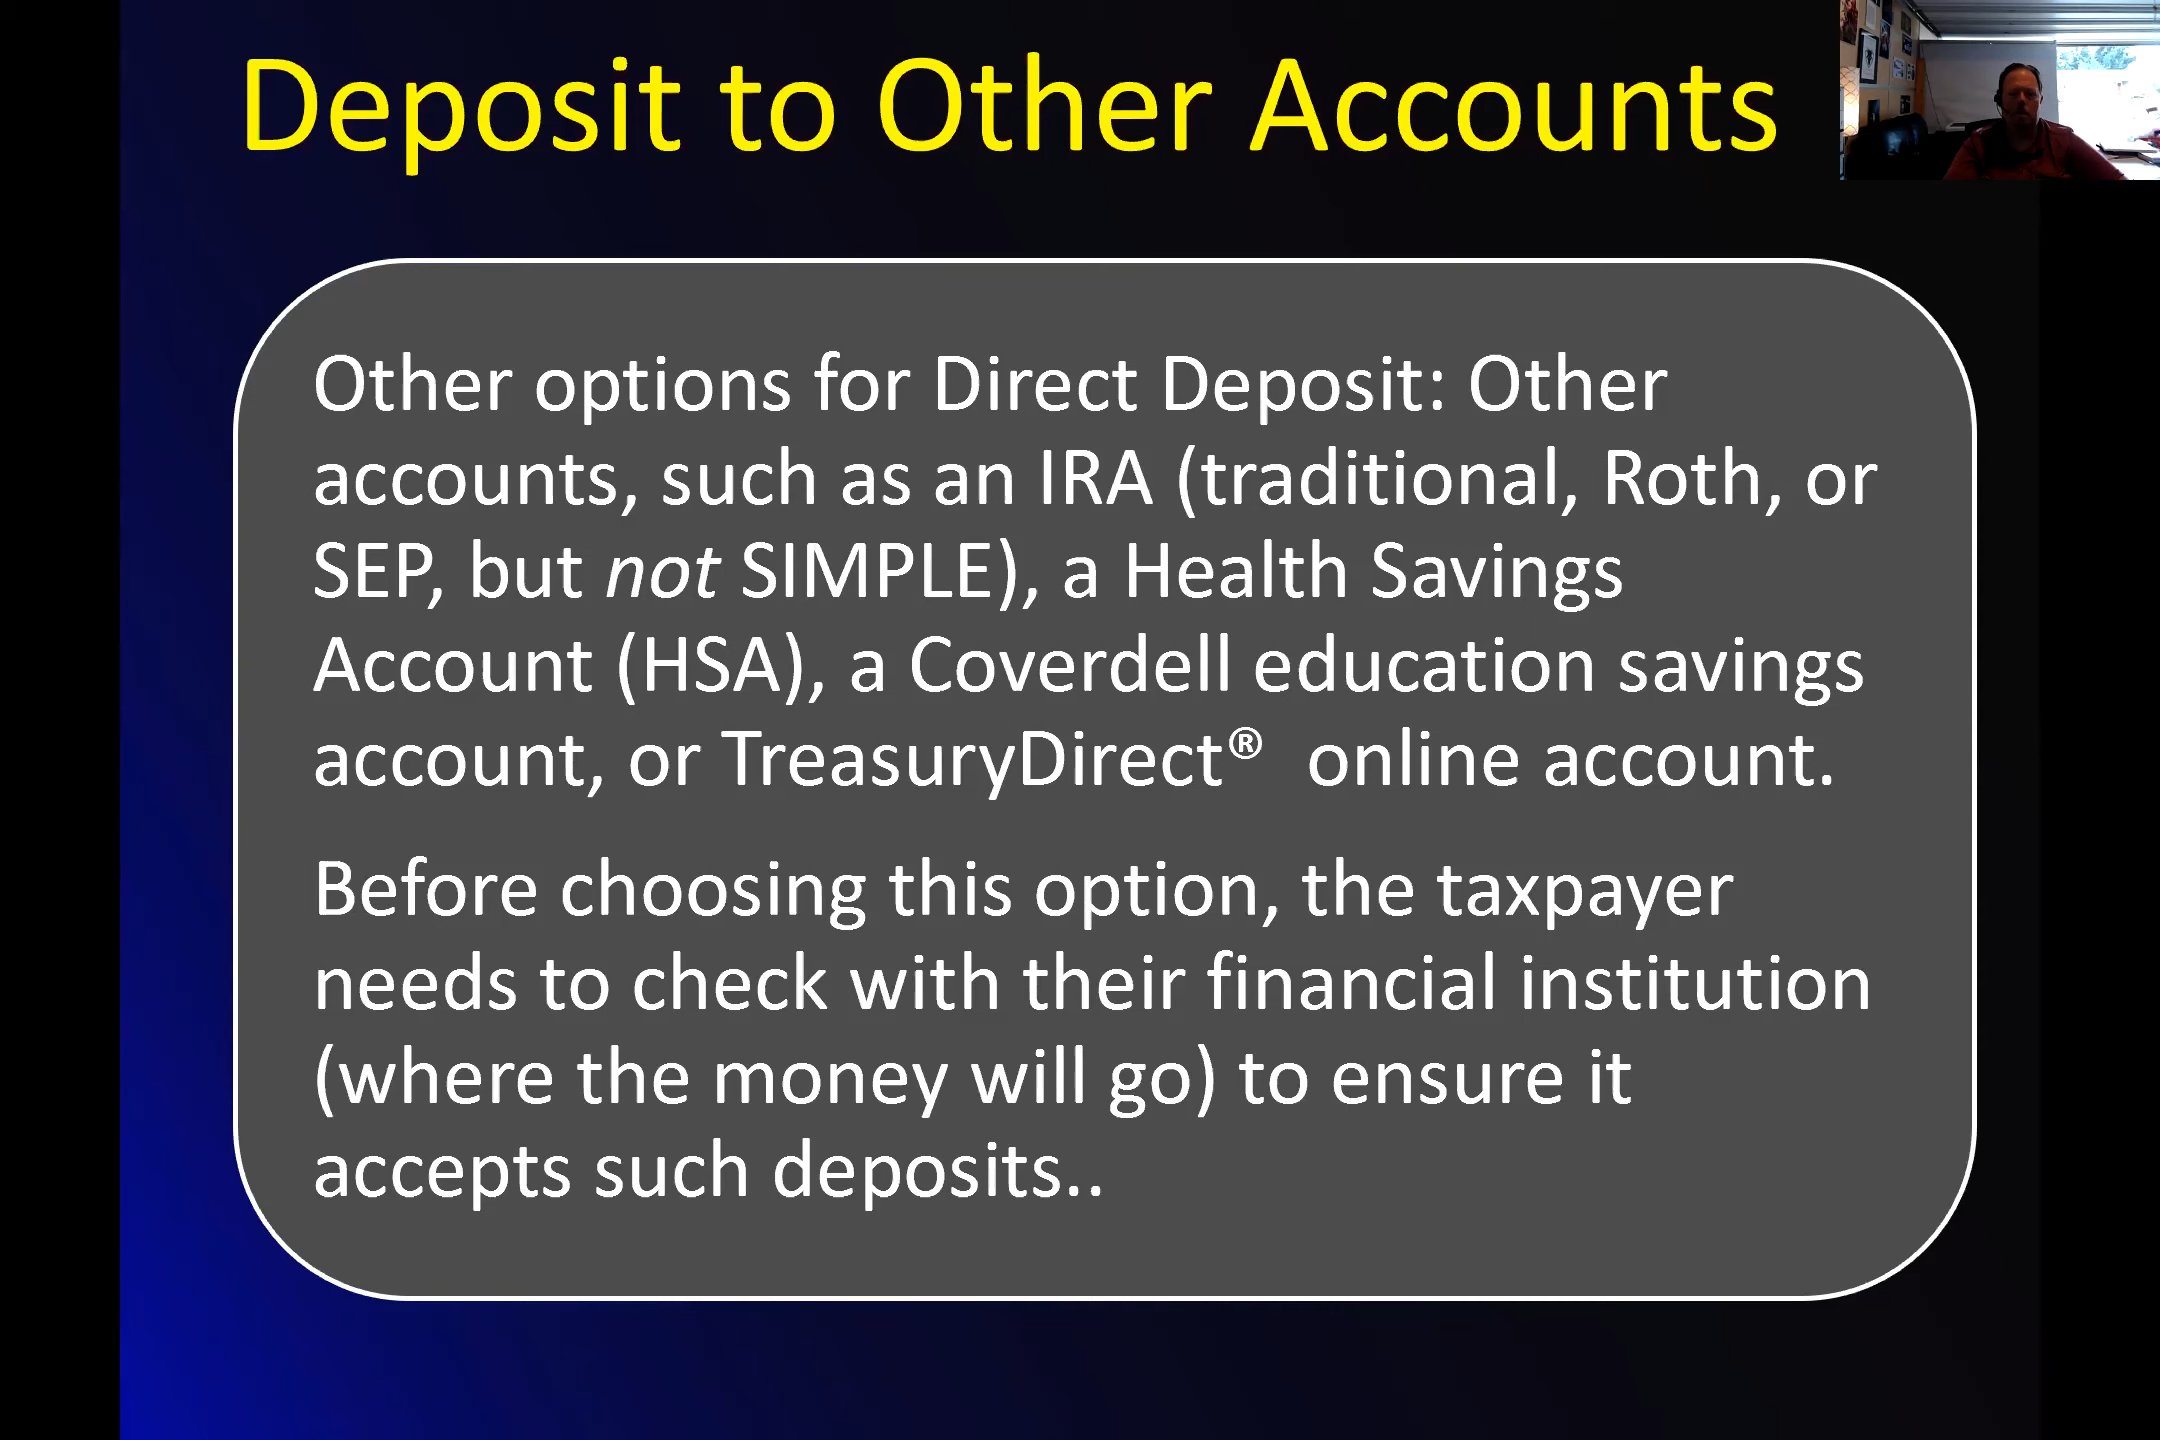 Deposit to Other Accounts
Other options for Direct Deposit: Other
accounts, such as an IRA (traditional, Roth, or
SEP, but not SIMPLE), a Health Savings
Account (HSA), a Coverdell education savings
account, or TreasuryDirect®  online account.
Before choosing this option, the taxpayer
needs to check with their financial institution
(where the money will go) to ensure it
accepts such deposits..